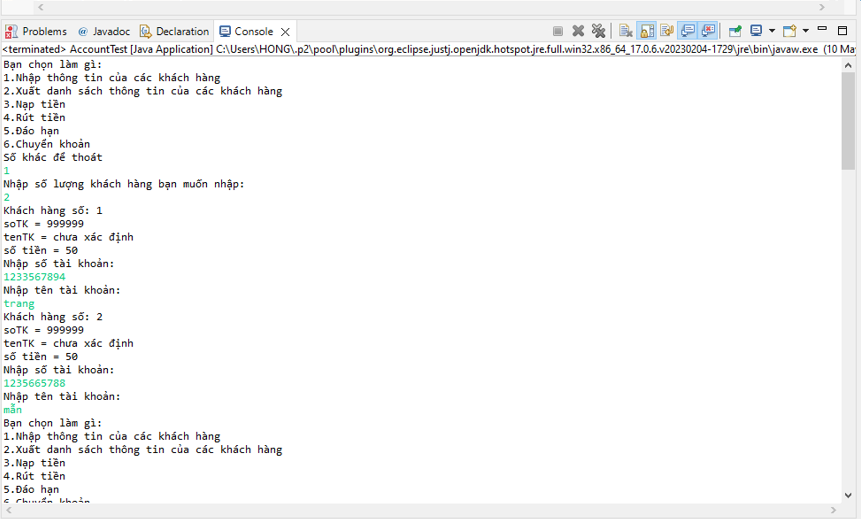 Problems @ Javadoc Declaration Console
<terminated> AccountTest [Java Application] C:\Users\HONG\.p2\pool\plugins\org.eclipse.justj.openjdk.hotspot.jre.full.win32.x86_64_17.0.6.v20230204-1729\jre\bin\javaw.exe (10 May
Bạn chọn làm gì:
1.Nhập thông tin của các khách hàng
2.Xuất danh sách thông tin của các khách hàng
3.Nạp tiền
4.Rút tiền
5.Đáo hạn
6.Chuyển khoản
Số khác để thoát
1
Nhập số lượng khách hàng bạn muốn nhập:
2
Khách hàng số: 1
soTK = 999999
tenTK = chưa xác định
số tiền = 50
Nhập số tài khoản:
1233567894
Nhập tên tài khoản:
trang
Khách hàng số: 2
soTK = 999999
tenTK = chưa xác định
số tiền = 50
Nhập số tài khoản:
1235665788
Nhập tên tài khoản:
mẫn
Bạn chọn làm gì:
1.Nhập thông tin của các khách hàng
2.Xuất danh sách thông tin của các khách hàng
3.Nạp tiền
4.Rút tiền
5.Đáo hạn
6.Chuyển khoản